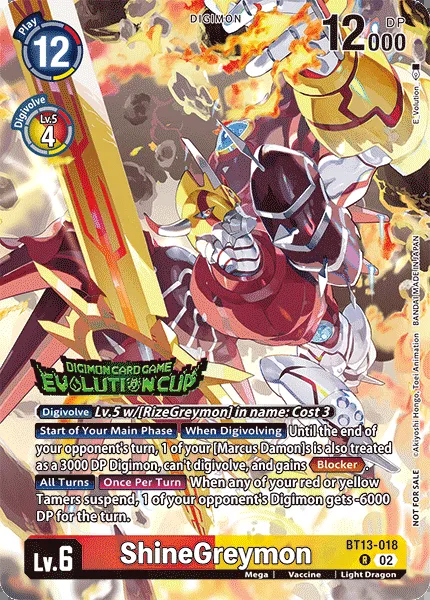 Play
12
DIGIMON
12000
DP
Digivolve
Lv.5
4
E Volution
©Akiyoshi Hongo, Toei Animation BANDAI MADE IN JAPAN
NOT FOR SALE
DIGIMON CARD GAME
EVOLUTION CUP
Digivolve Lv.5 w/[RizeGreymon] in name: Cost 3
Start of Your Main Phase When Digivolving Until the end
of your opponent's turn, 1 of your [Marcus Damon]s is also treated
as a 3000 DP Digimon, can't digivolve, and gains Blocker.
All Turns Once Per Turn When any of your red or yellow
Tamers suspend, 1 of your opponent's Digimon gets -6000
DP for the turn.
Lv.6
ShineGreymon
BT13-018
R 02
Mega | Vaccine | Light Dragon